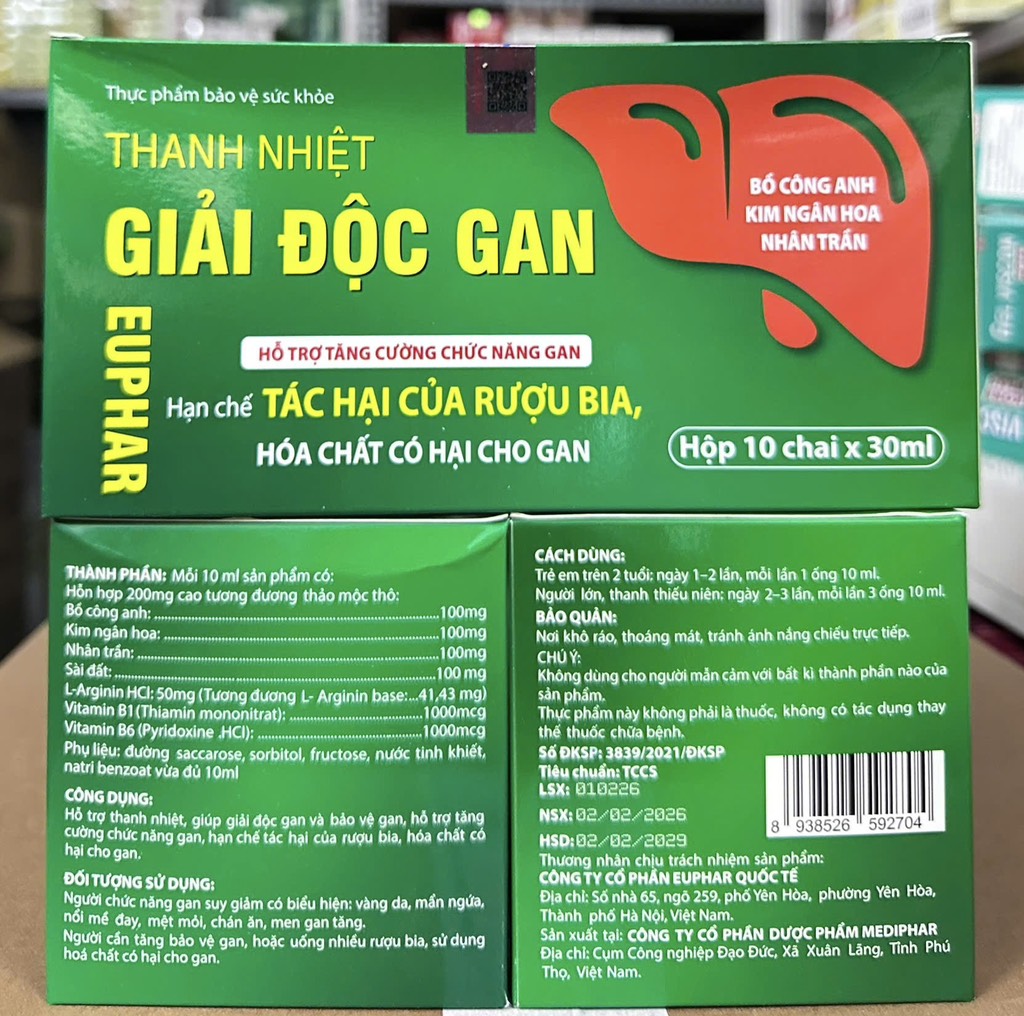 Thực phẩm bảo vệ sức khỏe
THANH NHIỆT
GIẢI ĐỘC GAN
EUPHAR
BỒ CÔNG ANH
KIM NGÂN HOA
NHÂN TRẦN
HỖ TRỢ TĂNG CƯỜNG CHỨC NĂNG GAN
Hạn chế TÁC HẠI CỦA RƯỢU BIA,
HÓA CHẤT CÓ HẠI CHO GAN
Hộp 10 chai x 30ml
THÀNH PHẦN: Mỗi 10 ml sản phẩm có:
Hỗn hợp 200mg cao tương đương thảo mộc thô:
Bồ công anh:..........100mg
Kim ngân hoa:..........100mg
Nhân trần:..........100mg
Sài đất:..........100 mg
L-Arginin HCl: 50mg (Tương đương L- Arginin base:...41,43 mg)
Vitamin B1(Thiamin mononitrat):..........1000mcg
Vitamin B6 (Pyridoxine .HCl):..........1000mcg
Phụ liệu: đường saccarose, sorbitol, fructose, nước tinh khiết,
natri benzoat vừa đủ 10ml
CÔNG DỤNG:
Hỗ trợ thanh nhiệt, giúp giải độc gan và bảo vệ gan, hỗ trợ tăng
cường chức năng gan, hạn chế tác hại của rượu bia, hóa chất có
hại cho gan.
ĐỐI TƯỢNG SỬ DỤNG:
Người chức năng gan suy giảm có biểu hiện: vàng da, mẩn ngứa,
nổi mề đay, mệt mỏi, chán ăn, men gan tăng.
Người cần tăng bảo vệ gan, hoặc uống nhiều rượu bia, sử dụng
hoá chất có hại cho gan.
CÁCH DÙNG:
Trẻ em trên 2 tuổi: ngày 1-2 lần, mỗi lần 1 ống 10 ml.
Người lớn, thanh thiếu niên: ngày 2-3 lần, mỗi lần 3 ống 10 ml.
BẢO QUẢN:
Nơi khô ráo, thoáng mát, tránh ánh nắng chiếu trực tiếp.
CHÚ Ý:
Không dùng cho người mẫn cảm với bất kì thành phần nào của
sản phẩm.
Thực phẩm này không phải là thuốc, không có tác dụng thay
thế thuốc chữa bệnh.
Số ĐKSP: 3839/2021/ĐKSP
Tiêu chuẩn: TCCS
LSX: 010226
NSX: 02/02/2026
HSD: 02/02/2029
8 938526 592704
Thương nhân chịu trách nhiệm sản phẩm:
CÔNG TY CỔ PHẦN EUPHAR QUỐC TẾ
Địa chỉ: Số nhà 65, ngõ 259, phố Yên Hòa, phường Yên Hòa,
Thành phố Hà Nội, Việt Nam.
Sản xuất tại: CÔNG TY CỔ PHẦN DƯỢC PHẨM MEDIPHAR
Địa chỉ: Cụm Công nghiệp Đạo Đức, Xã Xuân Lãng, Tỉnh Phú
Thọ, Việt Nam.